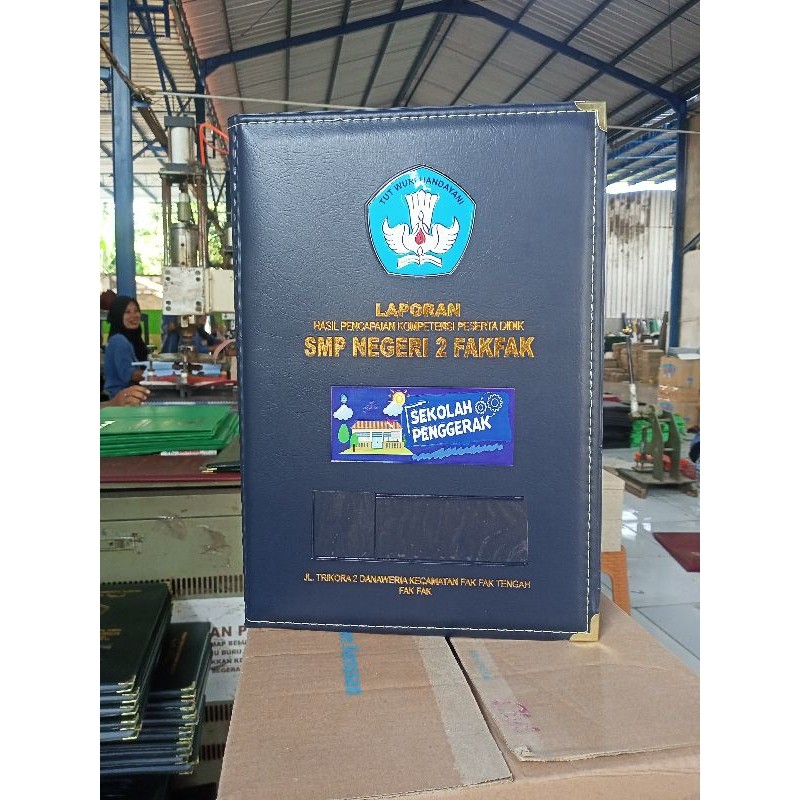 TUT WURI HANDAYANI
LAPORAN
HASIL PENCAPAIAN KOMPETENSI PESERTA DIDIK
SMP NEGERI 2 FAKFAK
SEKOLAH
PENGGERAK
JL. TRIKORA 2 DANAWERIA KECAMATAN FAK FAK TENGAH
FAK FAK